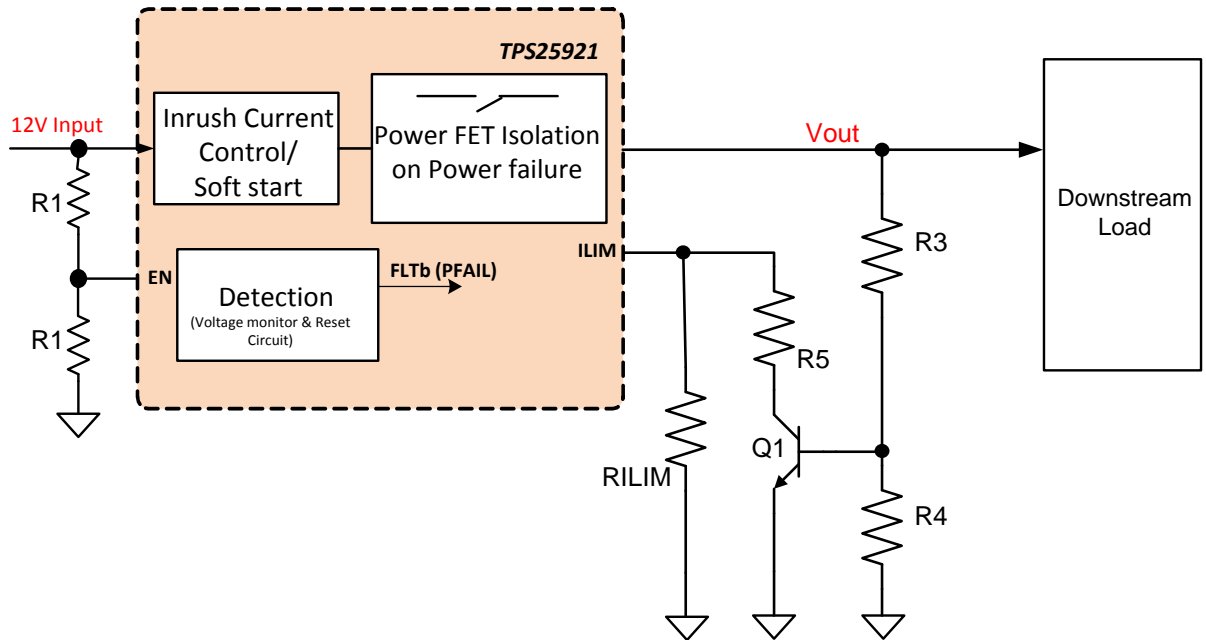 TPS25921
12V Input
Inrush Current
Control/
Soft start
Power FET Isolation
on Power failure
Vout
Downstream
Load
R1
R3
ILIM
EN
FLTb (PFAIL)
Detection
(Voltage monitor & Reset
Circuit)
R1
R5
Q1
RILIM
R4